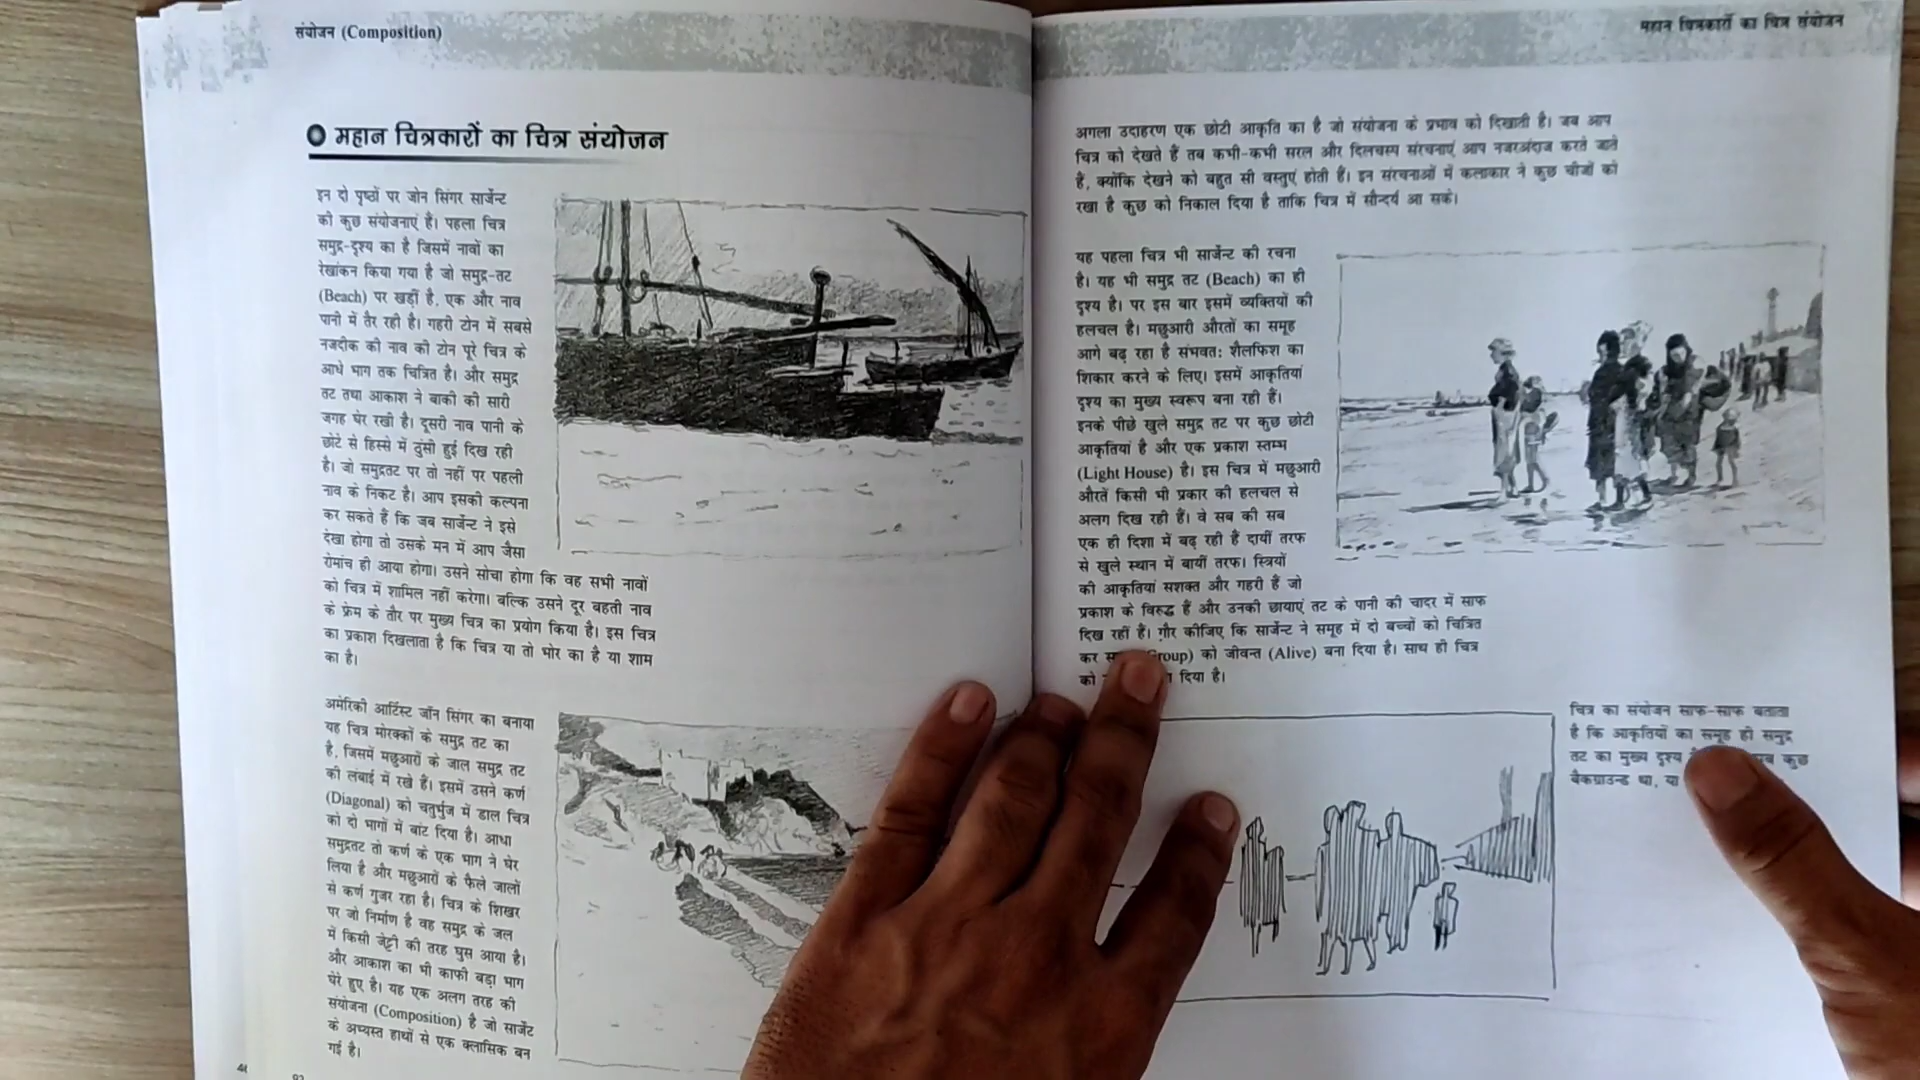 संयोजन (Composition)
महान चित्रकारों का चित्र संयोजन
इन दो पृष्ठों पर जोन सिंगर सार्जेन्ट
की कुछ संयोजनाएं हैं। पहला चित्र
समुद्र-दृश्य का है जिसमें नावों का
रेखांकन किया गया है जो समुद्र-तट
(Beach) पर खड़ीं है, एक और नाव
पानी में तैर रही है। गहरी टोन में सबसे
नजदीक की नाव की टोन पूरे चित्र के
आधे भाग तक चित्रित है। और समुद्र
तट तथा आकाश ने बाकी की सारी
जगह घेर रखी है। दूसरी नाव पानी के
छोटे से हिस्से में ठुंसी हुई दिख रही
है। जो समुद्रतट पर तो नहीं पर पहली
नाव के निकट है। आप इसकी कल्पना
कर सकते हैं कि जब सार्जेन्ट ने इसे
देखा होगा तो उसके मन में आप जैसा
रोमांच ही आया होगा। उसने सोचा होगा कि वह सभी नावों
को चित्र में शामिल नहीं करेगा। बल्कि उसने दूर बहती नाव
के फ्रेम के तौर पर मुख्य चित्र का प्रयोग किया है। इस चित्र
का प्रकाश दिखलाता है कि चित्र या तो भोर का है या शाम
का है।
अमेरिकी आर्टिस्ट जॉन सिंगर का बनाया
यह चित्र मोरक्कों के समुद्र तट का
है, जिसमें मछुआरों के जाल समुद्र तट
की लंबाई में रखे हैं। इसमें उसने कर्ण
(Diagonal) को चतुर्भुज में डाल चित्र
को दो भागों में बांट दिया है। आधा
समुद्रतट तो कर्ण के एक भाग ने घेर
लिया है और मछुआरों के फैले जालों
से कर्ण गुजर रहा है। चित्र के शिखर
पर जो निर्माण है वह समुद्र के जल
में किसी जेट्टी की तरह घुस आया है।
और आकाश का भी काफी बड़ा भाग
घेरे हुए है। यह एक अलग तरह की
संयोजना (Composition) है जो सार्जेंट
के अभ्यस्त हाथों से एक क्लासिक बन
गई है।
महान चित्रकारों का चित्र संयोजन
अगला उदाहरण एक छोटी आकृति का है जो संयोजना के प्रभाव को दिखाती है। जब आप
चित्र को देखते हैं तब कभी-कभी सरल और दिलचस्प संरचनाएं आप नजरअंदाज करते जाते
हैं, क्योंकि देखने को बहुत सी वस्तुएं होती हैं। इन संरचनाओं में कलाकार ने कुछ चीजों को
रखा है कुछ को निकाल दिया है ताकि चित्र में सौन्दर्य आ सके।
यह पहला चित्र भी सार्जेन्ट की रचना
है। यह भी समुद्र तट (Beach) का ही
दृश्य है। पर इस बार इसमें व्यक्तियों की
हलचल है। मछुआरी औरतों का समूह
आगे बढ़ रहा है संभवत: शैलफिश का
शिकार करने के लिए। इसमें आकृतियां
दृश्य का मुख्य स्वरूप बना रही हैं।
इनके पीछे खुले समुद्र तट पर कुछ छोटी
आकृतियां है और एक प्रकाश स्तम्भ
(Light House) है। इस चित्र में मछुआरी
औरतें किसी भी प्रकार की हलचल से
अलग दिख रही हैं। वे सब की सब
एक ही दिशा में बढ़ रही हैं दायीं तरफ
से खुले स्थान में बायीं तरफ। स्त्रियों
की आकृतियां सशक्त और गहरी हैं जो
प्रकाश के विरुद्ध हैं और उनकी छायाएं तट के पानी की चादर में साफ
दिख रहीं हैं। ग़ौर कीजिए कि सार्जेन्ट ने समूह में दो बच्चों को चित्रित
कर Group) को जीवन्त (Alive) बना दिया है। साथ ही चित्र
को दिया है।
चित्र का संयोजन साफ-साफ बताता
है कि आकृतियों का समूह ही समुद्र
तट का मुख्य दृश्य कुछ
बैकग्राउन्ड था, या